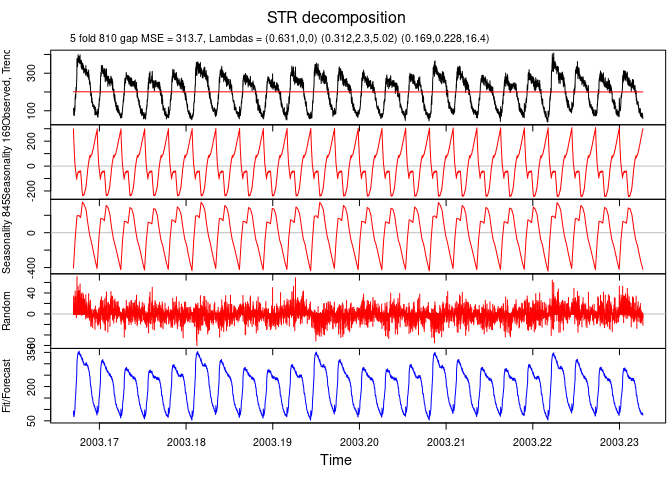 STR decomposition
5 fold 810 gap MSE = 313.7, Lambdas = (0.631,0,0) (0.312,2.3,5.02) (0.169,0.228,16.4)
Observed, Trend
300
100
Seasonality 169
200
0
-200
Seasonality 845
0
-400
Random
40
0
Fit/Forecast
350
200
50
2003.17 2003.18 2003.19 2003.20 2003.21 2003.22 2003.23
Time